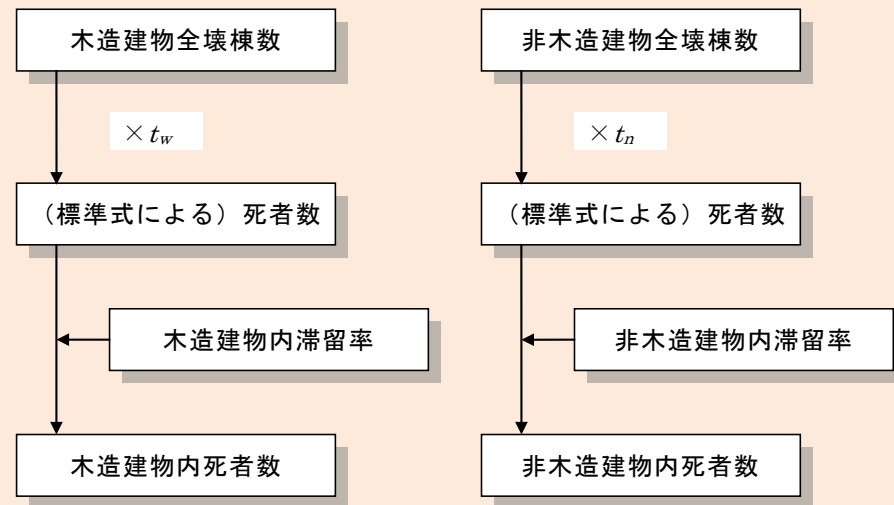 木造建物全壊棟数
非木造建物全壊棟数
×tw
×tn
（標準式による）死者数
（標準式による）死者数
木造建物内滞留率
非木造建物内滞留率
木造建物内死者数
非木造建物内死者数